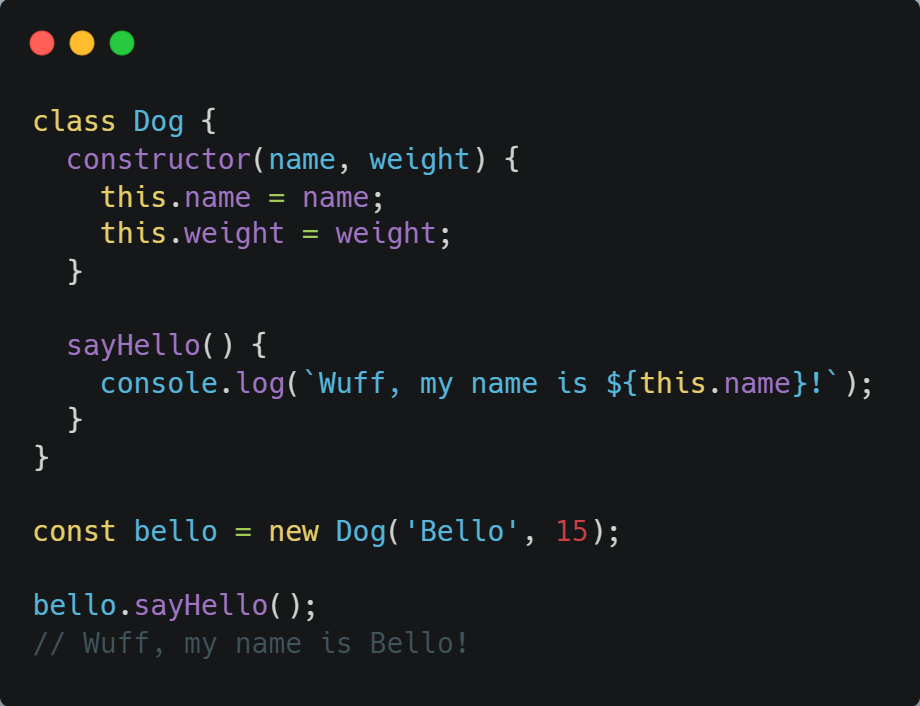 class Dog {
  constructor(name, weight) {
    this.name = name;
    this.weight = weight;
  }

  sayHello() {
    console.log(`Wuff, my name is ${this.name}!`);
  }
}

const bello = new Dog('Bello', 15);

bello.sayHello();
// Wuff, my name is Bello!